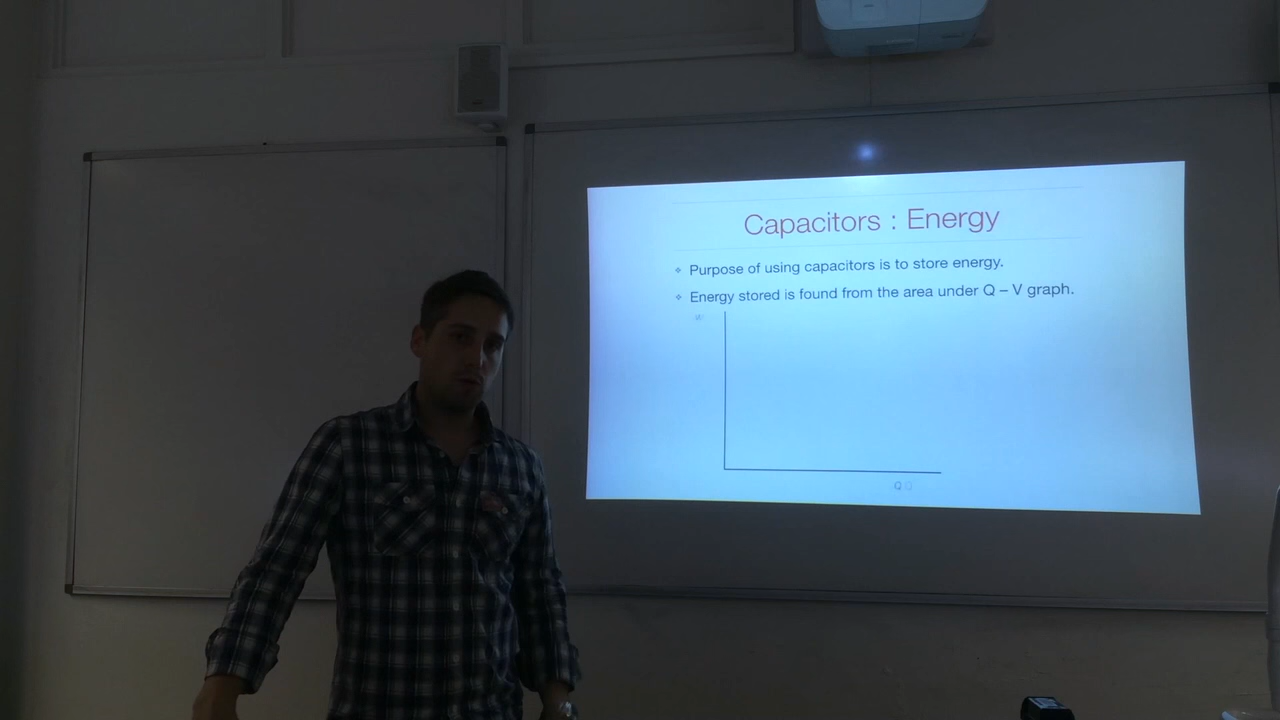 Capacitors : Energy
Purpose of using capacitors is to store energy.
Energy stored is found from the area under Q – V graph.
Q